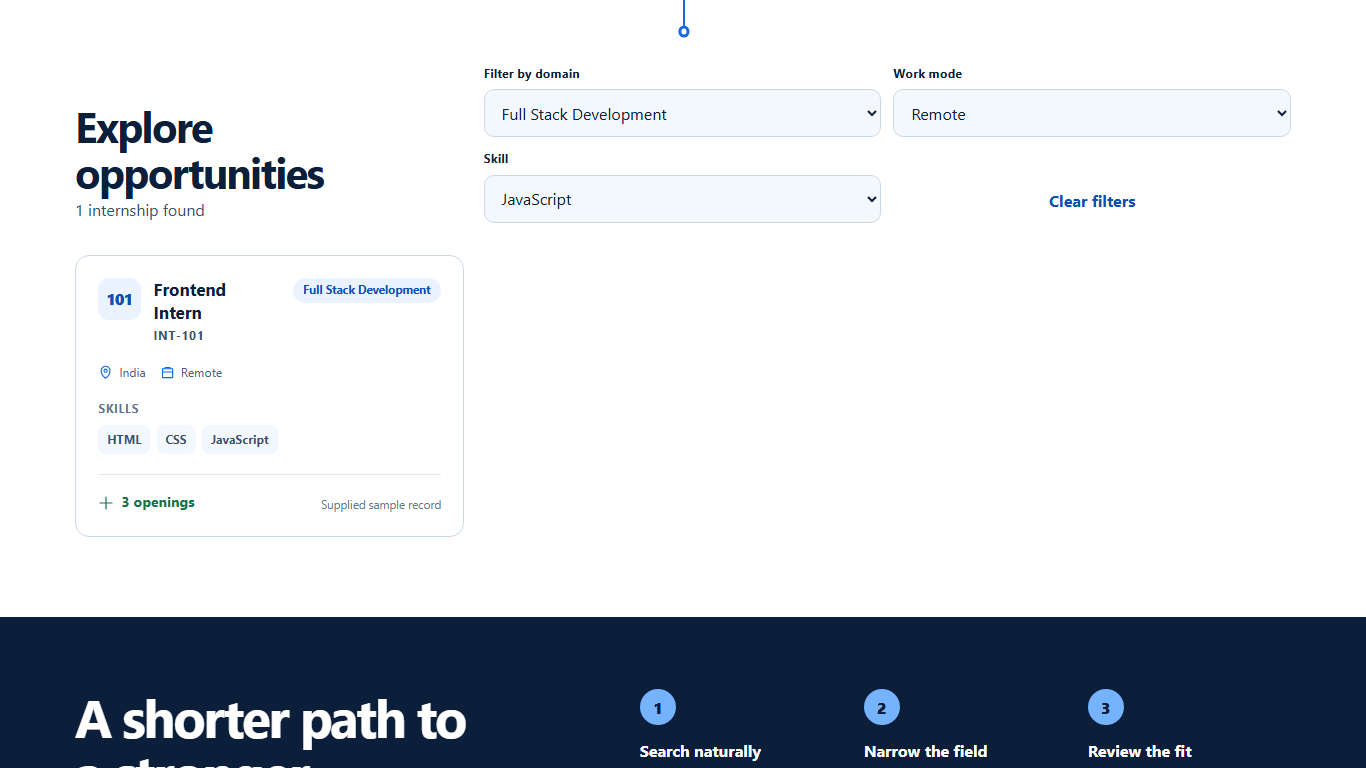 Explore
opportunities
1 internship found
Filter by domain
Full Stack Development
Work mode
Remote
Skill
JavaScript
Clear filters
101
Frontend
Intern
INT-101
Full Stack Development
India
Remote
SKILLS
HTML
CSS
JavaScript
3 openings
Supplied sample record
A shorter path to
a stronger
1
Search naturally
2
Narrow the field
3
Review the fit